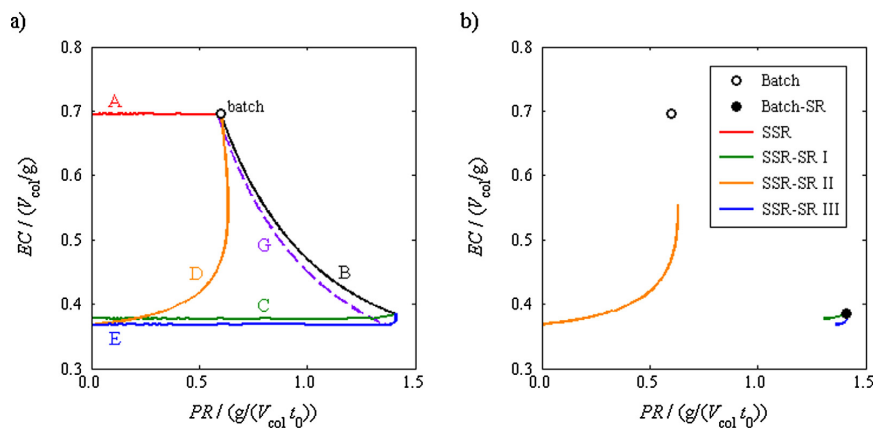 a)
b)
0.8
0.7
0.6
0.5
0.4
0.3
EC / (Vcol/g)
A
batch
G
B
D
C
E
0.0
0.5
1.0
1.5
PR / (g/(Vcol t0))
0.8
0.7
0.6
0.5
0.4
0.3
EC / (Vcol/g)
Batch
Batch-SR
SSR
SSR-SR I
SSR-SR II
SSR-SR III
0.0
0.5
1.0
1.5
PR / (g/(Vcol t0))